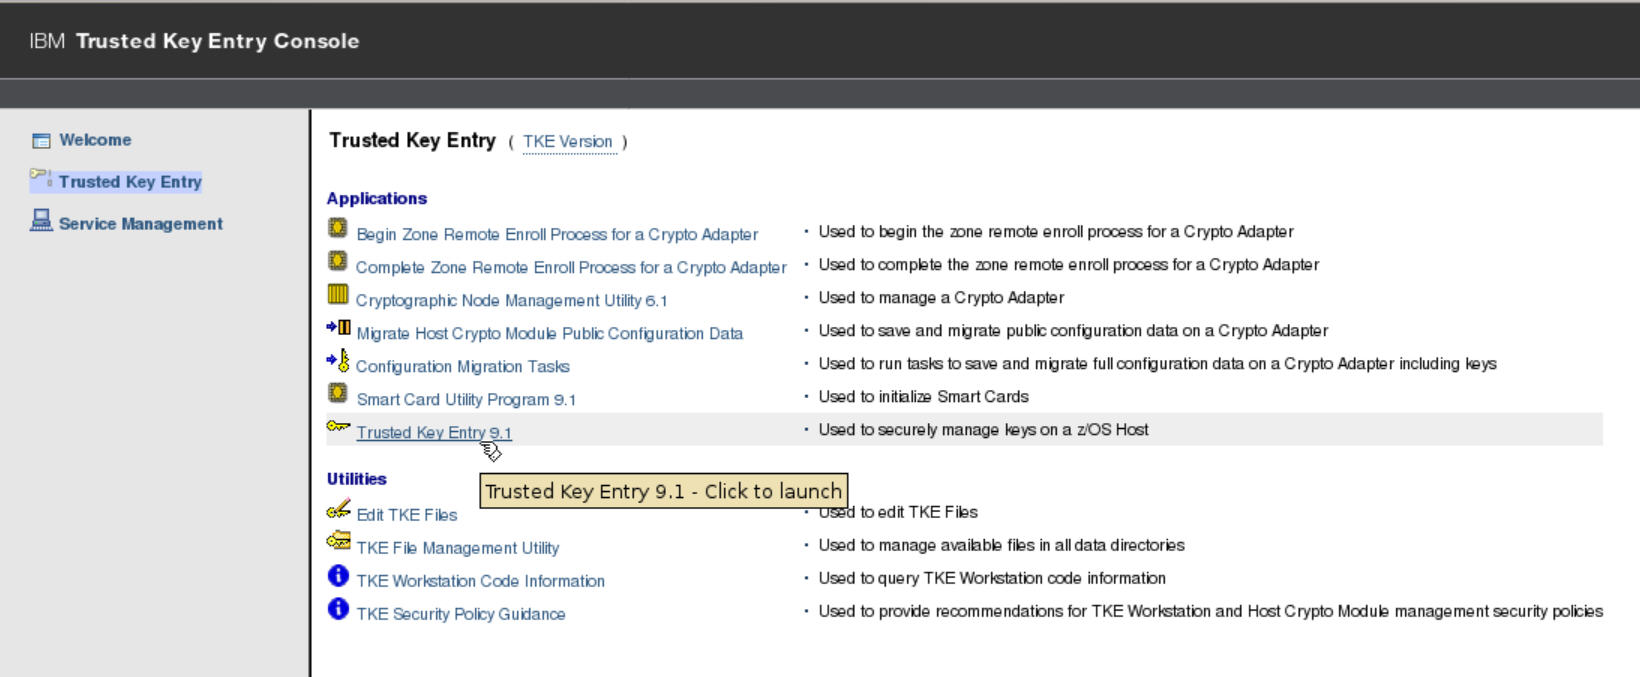 IBM Trusted Key Entry Console
Welcome
Trusted Key Entry
Service Management
Trusted Key Entry ( TKE Version )
Applications
Begin Zone Remote Enroll Process for a Crypto Adapter · Used to begin the zone remote enroll process for a Crypto Adapter
Complete Zone Remote Enroll Process for a Crypto Adapter · Used to complete the zone remote enroll process for a Crypto Adapter
Cryptographic Node Management Utility 6.1 · Used to manage a Crypto Adapter
Migrate Host Crypto Module Public Configuration Data · Used to save and migrate public configuration data on a Crypto Adapter
Configuration Migration Tasks · Used to run tasks to save and migrate full configuration data on a Crypto Adapter including keys
Smart Card Utility Program 9.1 · Used to initialize Smart Cards
Trusted Key Entry 9.1 · Used to securely manage keys on a z/OS Host
Utilities
Trusted Key Entry 9.1 - Click to launch
Edit TKE Files · Used to edit TKE Files
TKE File Management Utility · Used to manage available files in all data directories
TKE Workstation Code Information · Used to query TKE Workstation code information
TKE Security Policy Guidance · Used to provide recommendations for TKE Workstation and Host Crypto Module management security policies